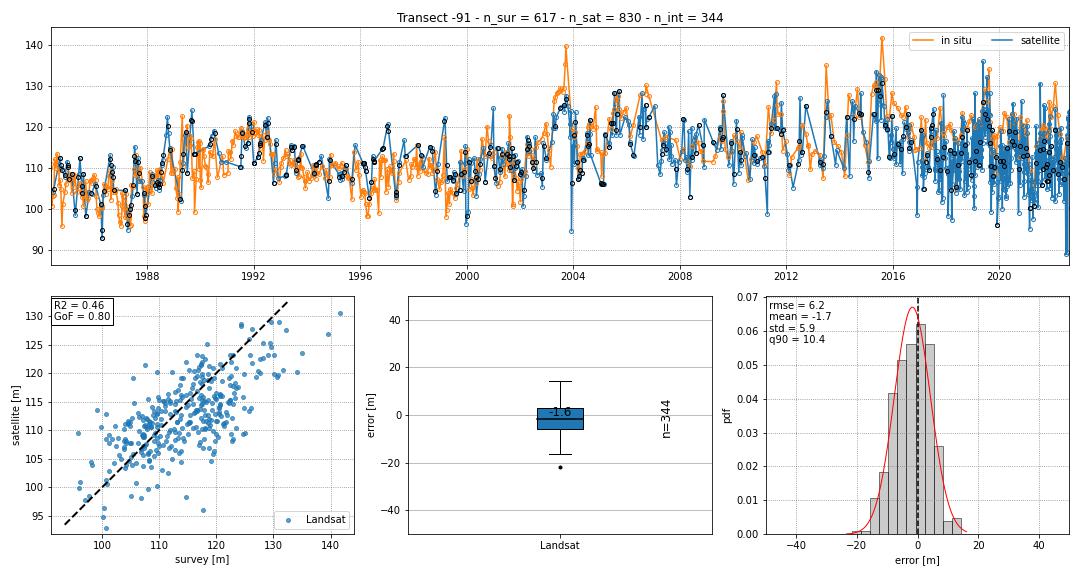 Transect -91 - n_sur = 617 - n_sat = 830 - n_int = 344
in situ
satellite
140
130
120
110
100
90
1988
1992
1996
2000
2004
2008
2012
2016
2020
R2 = 0.46
GoF = 0.80
satellite [m]
130
125
120
115
110
105
100
95
Landsat
100
110
120
130
140
survey [m]
error [m]
40
20
0
−20
−40
-1.6
n=344
Landsat
rmse = 6.2
mean = -1.7
std = 5.9
q90 = 10.4
pdf
0.07
0.06
0.05
0.04
0.03
0.02
0.01
0.00
−40
−20
0
20
40
error [m]